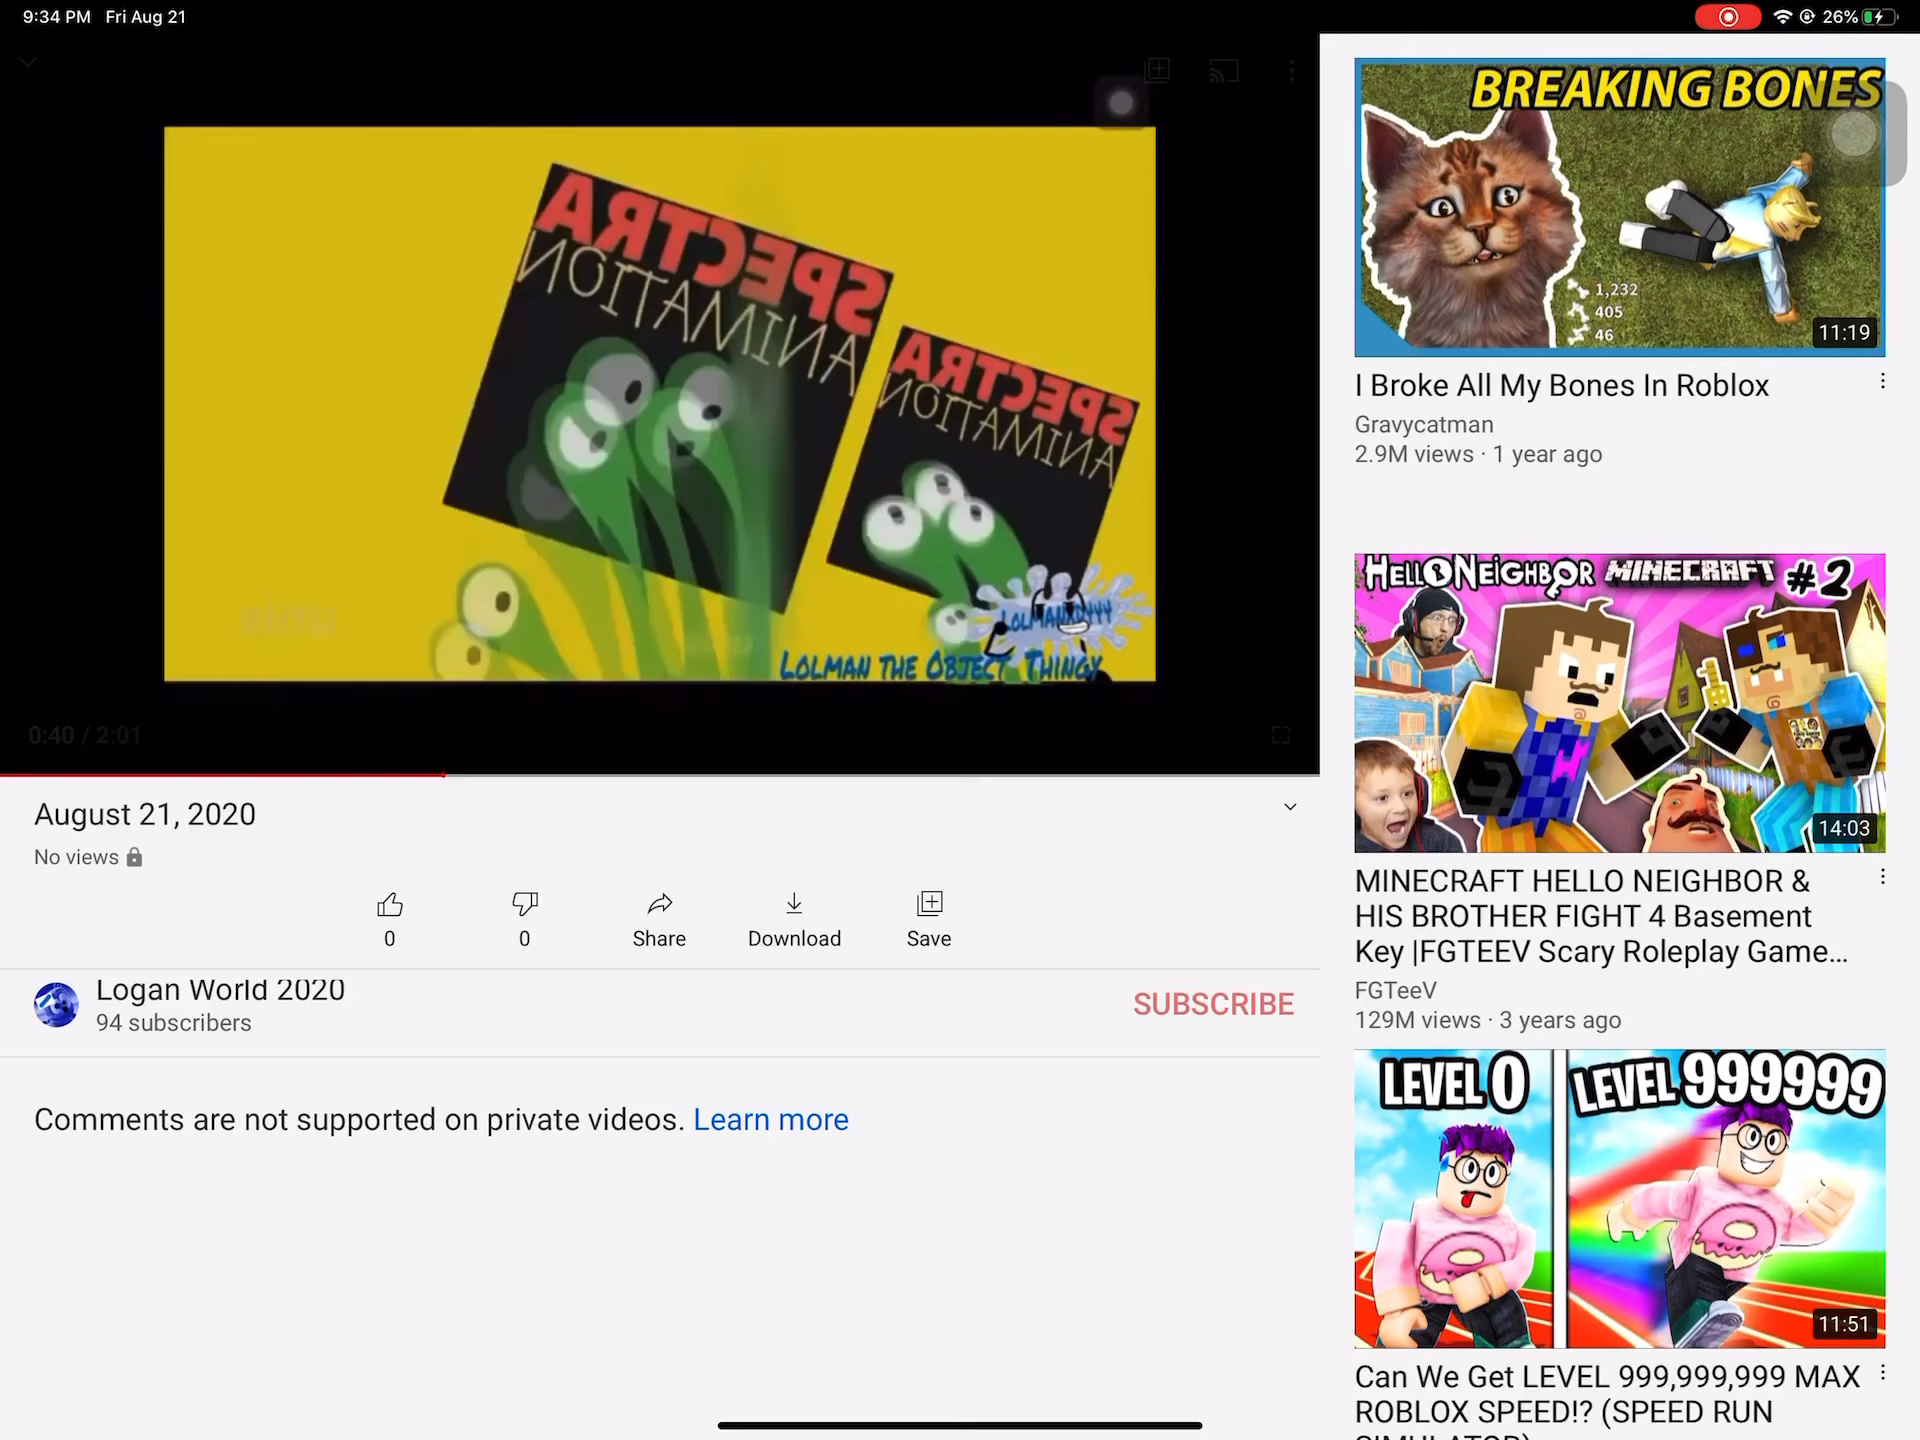 9:34 PM Fri Aug 21
26%
SPECTRA
ANIMATION
SPECTRA
ANIMATION
LOLMANXD444
LOLMAN THE OBJECT THINGY
0:40 / 2:01
August 21, 2020
No views
0
0
Share
Download
Save
Logan World 2020
94 subscribers
SUBSCRIBE
Comments are not supported on private videos. Learn more
BREAKING BONES
1,232
405
46
11:19
I Broke All My Bones In Roblox
Gravycatman
2.9M views · 1 year ago
HELLO NEIGHBOR MINECRAFT #2
14:03
MINECRAFT HELLO NEIGHBOR &
HIS BROTHER FIGHT 4 Basement
Key |FGTEEV Scary Roleplay Game...
FGTeeV
129M views · 3 years ago
LEVEL 0
LEVEL 999999
11:51
Can We Get LEVEL 999,999,999 MAX
ROBLOX SPEED!? (SPEED RUN
SIMULATOR)